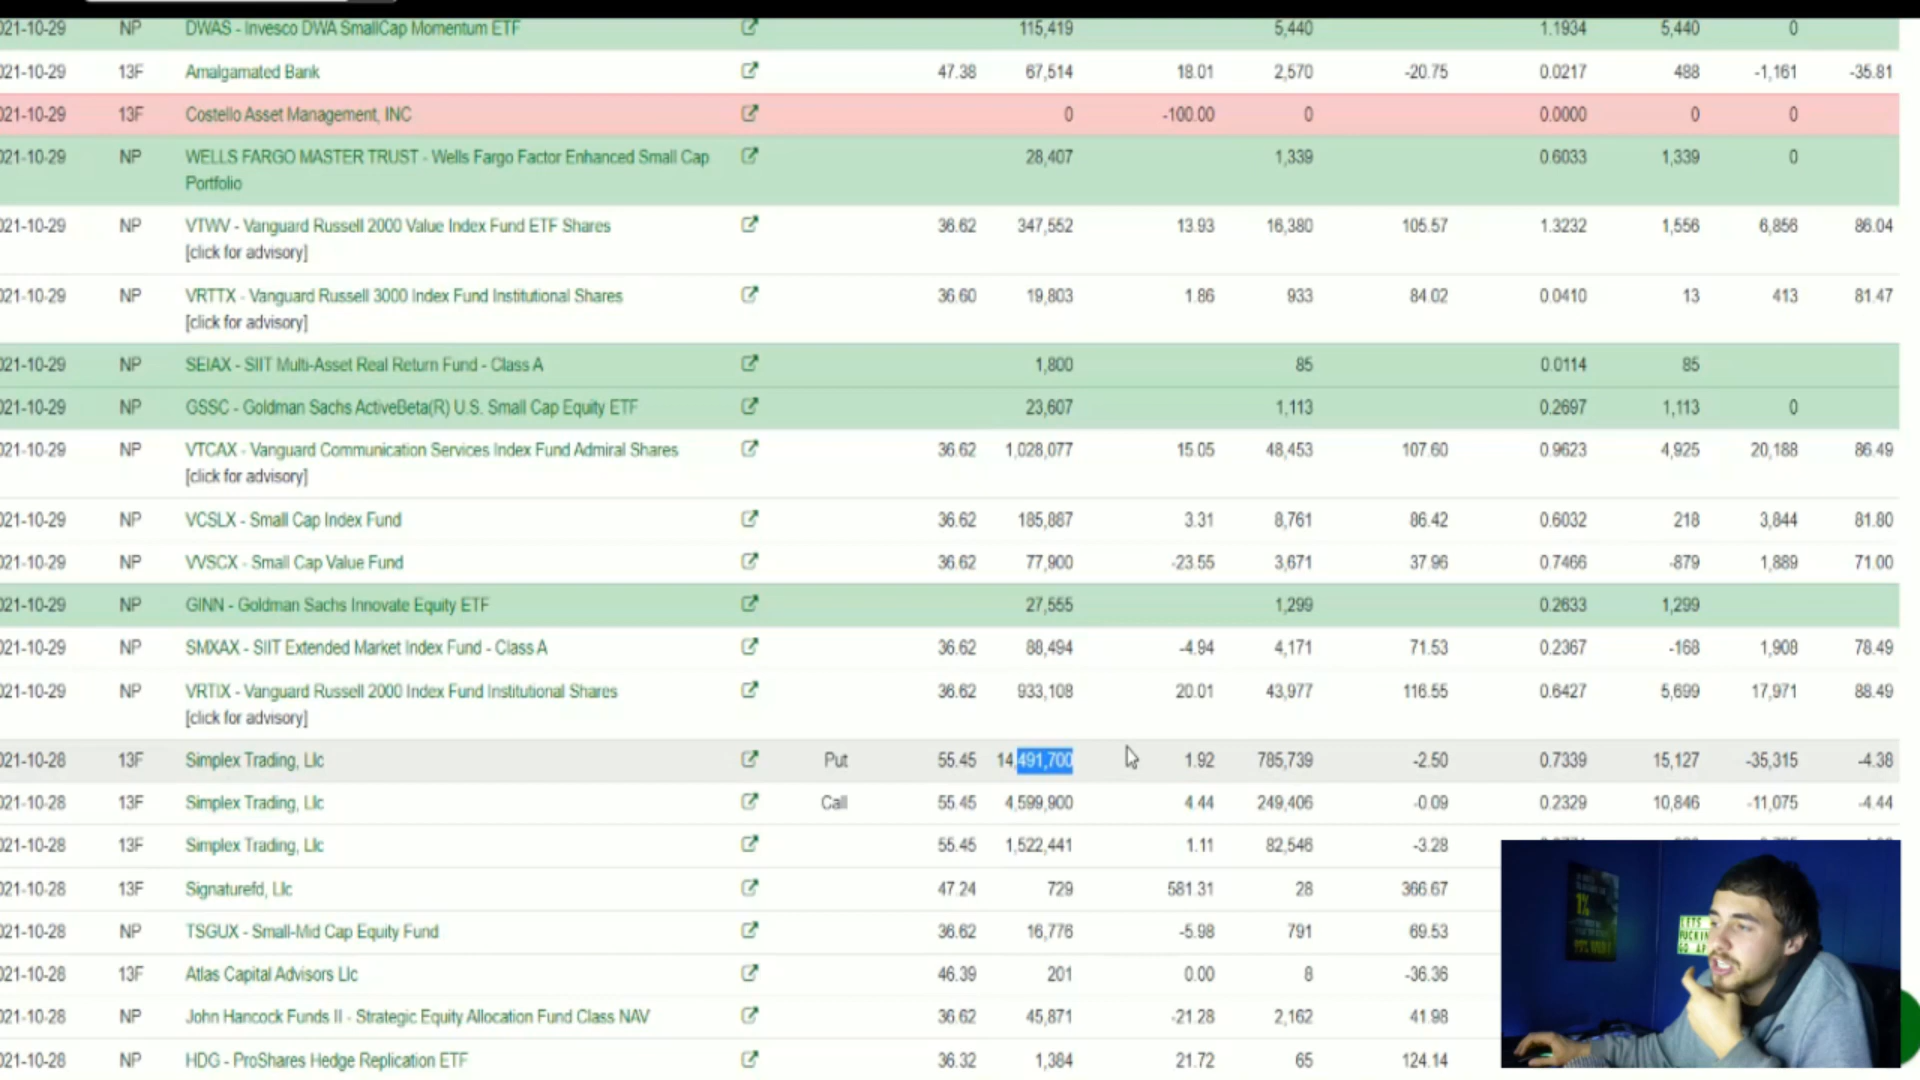 021-10-29 NP DWAS - Invesco DWA SmallCap Momentum ETF 115,419 5,440 1.1934 5,440 0
021-10-29 13F Amalgamated Bank 47.38 67,514 18.01 2,570 -20.75 0.0217 488 -1,161 -35.81
021-10-29 13F Costello Asset Management, INC 0 -100.00 0 0.0000 0 0
021-10-29 NP WELLS FARGO MASTER TRUST - Wells Fargo Factor Enhanced Small Cap 28,407 1,339 0.6033 1,339 0
Portfolio
021-10-29 NP VTWV - Vanguard Russell 2000 Value Index Fund ETF Shares 36.62 347,552 13.93 16,380 105.57 1.3232 1,556 6,856 86.04
[click for advisory]
021-10-29 NP VRTTX - Vanguard Russell 3000 Index Fund Institutional Shares 36.60 19,803 1.86 933 84.02 0.0410 13 413 81.47
[click for advisory]
021-10-29 NP SEIAX - SIIT Multi-Asset Real Return Fund - Class A 1,800 85 0.0114 85
021-10-29 NP GSSC - Goldman Sachs ActiveBeta(R) U.S. Small Cap Equity ETF 23,607 1,113 0.2697 1,113 0
021-10-29 NP VTCAX - Vanguard Communication Services Index Fund Admiral Shares 36.62 1,028,077 15.05 48,453 107.60 0.9623 4,925 20,188 86.49
[click for advisory]
021-10-29 NP VCSLX - Small Cap Index Fund 36.62 185,887 3.31 8,761 86.42 0.6032 218 3,844 81.80
021-10-29 NP VVSCX - Small Cap Value Fund 36.62 77,900 -23.55 3,671 37.96 0.7466 -879 1,889 71.00
021-10-29 NP GINN - Goldman Sachs Innovate Equity ETF 27,555 1,299 0.2633 1,299
021-10-29 NP SMXAX - SIIT Extended Market Index Fund - Class A 36.62 88,494 -4.94 4,171 71.53 0.2367 -168 1,908 78.49
021-10-29 NP VRTIX - Vanguard Russell 2000 Index Fund Institutional Shares 36.62 933,108 20.01 43,977 116.55 0.6427 5,699 17,971 88.49
[click for advisory]
021-10-28 13F Simplex Trading, Llc Put 55.45 14,491,700 1.92 785,739 -2.50 0.7339 15,127 -35,315 -4.38
021-10-28 13F Simplex Trading, Llc Call 55.45 4,599,900 4.44 249,406 -0.09 0.2329 10,846 -11,075 -4.44
021-10-28 13F Simplex Trading, Llc 55.45 1,522,441 1.11 82,546 -3.28
021-10-28 13F Signaturefd, Llc 47.24 729 581.31 28 366.67
021-10-28 NP TSGUX - Small-Mid Cap Equity Fund 36.62 16,776 -5.98 791 69.53
021-10-28 13F Atlas Capital Advisors Llc 46.39 201 0.00 8 -36.36
021-10-28 NP John Hancock Funds II - Strategic Equity Allocation Fund Class NAV 36.62 45,871 -21.28 2,162 41.98
021-10-28 NP HDG - ProShares Hedge Replication ETF 36.32 1,384 21.72 65 124.14
1%
LETS
FUCKIN
GO AP